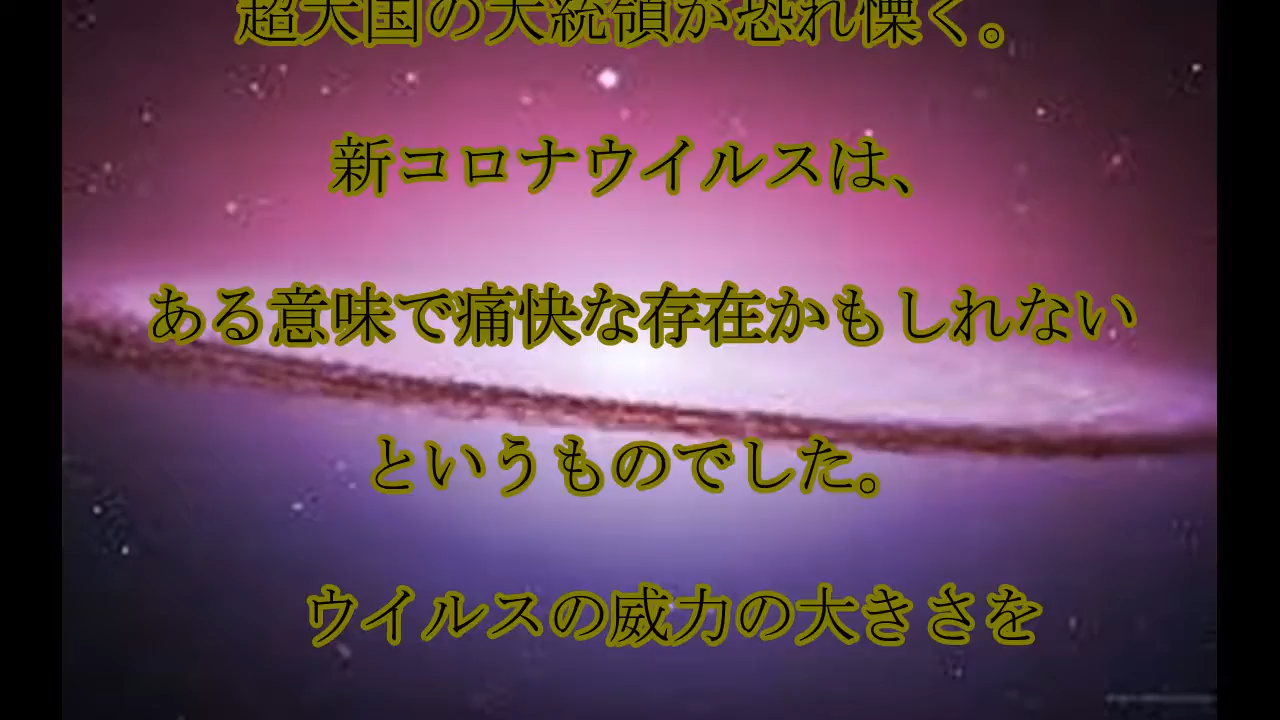 超大国の大統領が恐れ慄く。
新コロナウイルスは、
ある意味で痛快な存在かもしれない
というものでした。
ウイルスの威力の大きさを